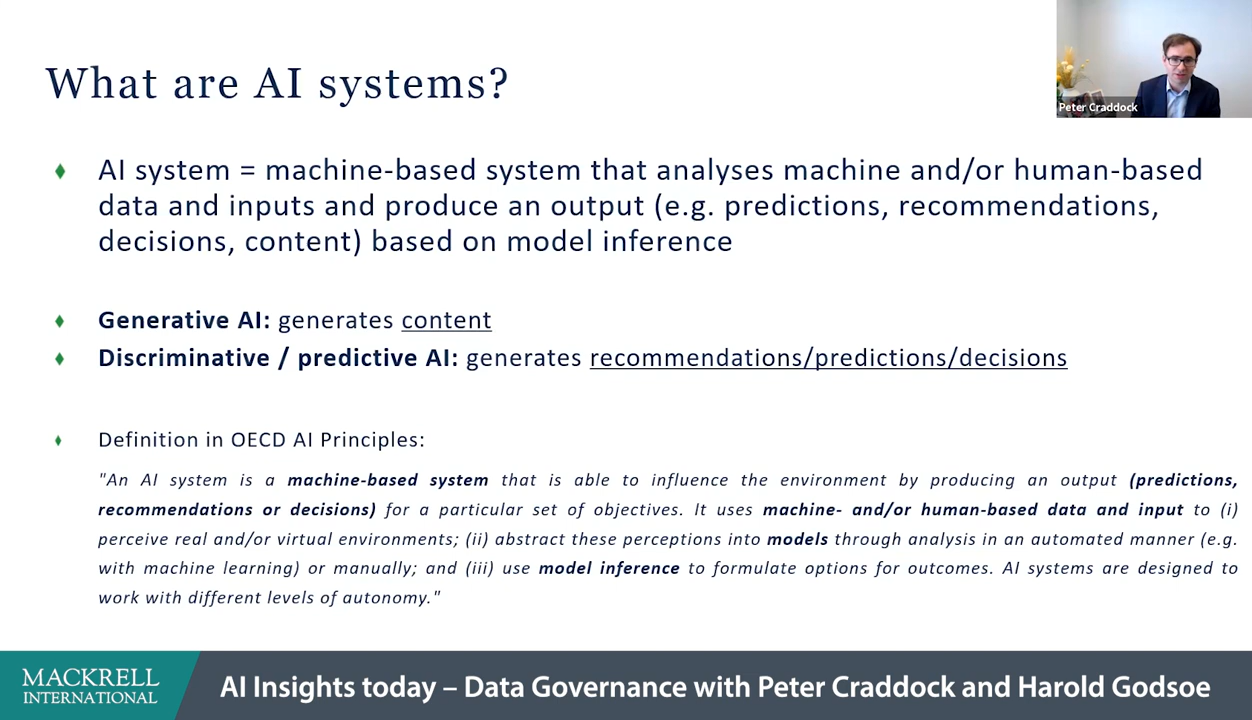 What are AI systems?
Peter Craddock
AI system = machine-based system that analyses machine and/or human-based
data and inputs and produce an output (e.g. predictions, recommendations,
decisions, content) based on model inference
Generative AI: generates content
Discriminative / predictive AI: generates recommendations/predictions/decisions
Definition in OECD AI Principles:
"An AI system is a machine-based system that is able to influence the environment by producing an output (predictions,
recommendations or decisions) for a particular set of objectives. It uses machine- and/or human-based data and input to (i)
perceive real and/or virtual environments; (ii) abstract these perceptions into models through analysis in an automated manner (e.g.
with machine learning) or manually; and (iii) use model inference to formulate options for outcomes. AI systems are designed to
work with different levels of autonomy."
MACKRELL
INTERNATIONAL
AI Insights today – Data Governance with Peter Craddock and Harold Godsoe